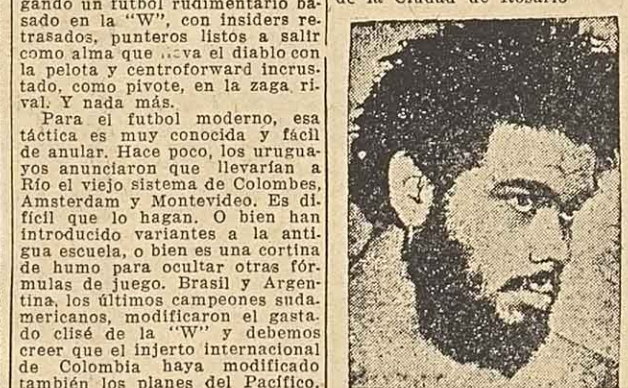 gando un futbol rudimentario ba-
sado en la "W", con insiders re-
trasados, punteros listos a salir
como alma que el diablo con
la pelota y centroforward incrus-
tado, como pivote, en la zaga ri-
val. Y nada más.
Para el futbol moderno, esa
táctica es muy conocida y fácil
de anular. Hace poco, los urugua-
yos anunciaron que llevarían a
Río el viejo sistema de Colombes,
Amsterdam y Montevideo. Es di-
fícil que lo hagan. O bien han
introducido variantes a la anti-
gua escuela, o bien es una cortina
de humo para ocultar otras fór-
mulas de juego. Brasil y Argen-
tina, los últimos campeones suda-
mericanos, modificaron el gasta-
do clisé de la "W" y debemos
creer que el injerto internacional
de Colombia haya modificado
también los planes del Pacífico.
de la Ciudad de Rosario